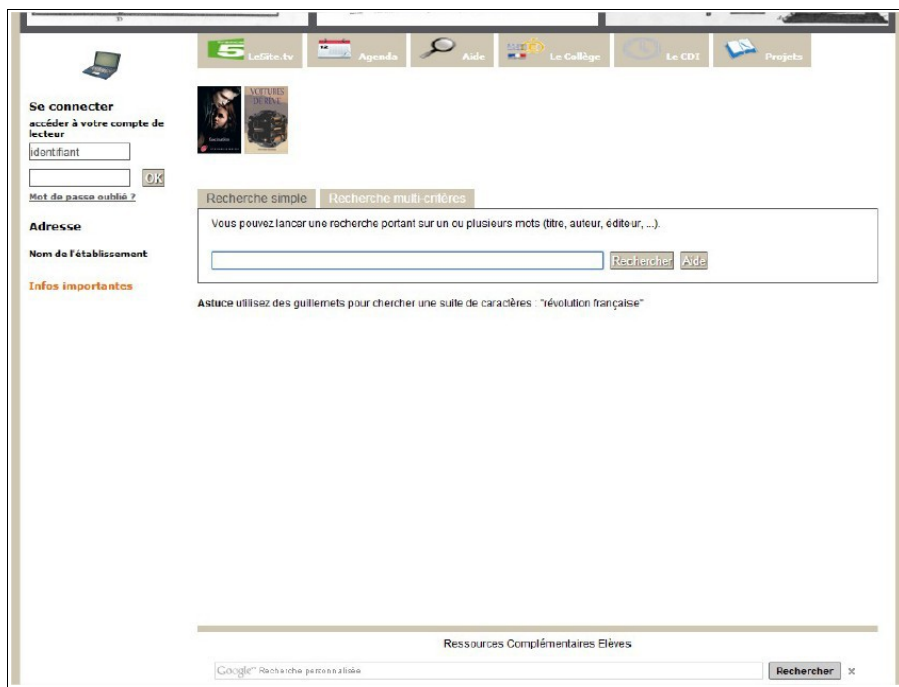 LeSite.tv
Agenda
Aide
Le Collège
Le CDI
Projets
Se connecter
accéder à votre compte de
lecteur
identifiant
OK
Mot de passe oublié ?
Adresse
Nom de l'établissement
Infos importantes
VOITURES
Fascination
Recherche simple
Recherche multi-critères
Vous pouvez lancer une recherche portant sur un ou plusieurs mots (titre, auteur, éditeur, ...).
Rechercher
Aide
Astuce utilisez des guillemets pour chercher une suite de caractères : "révolution française"
Ressources Complémentaires Elèves
Google™ Recherche personnalisée
Rechercher
x